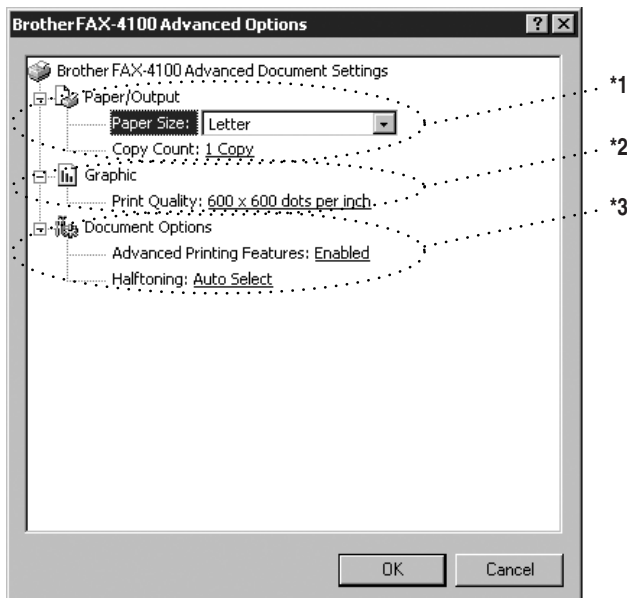 BrotherFAX-4100 Advanced Options
Brother FAX-4100 Advanced Document Settings
Paper/Output
Paper Size: Letter
Copy Count: 1 Copy
Graphic
Print Quality: 600 x 600 dots per inch
Document Options
Advanced Printing Features: Enabled
Halftoning: Auto Select
*1
*2
*3
OK
Cancel